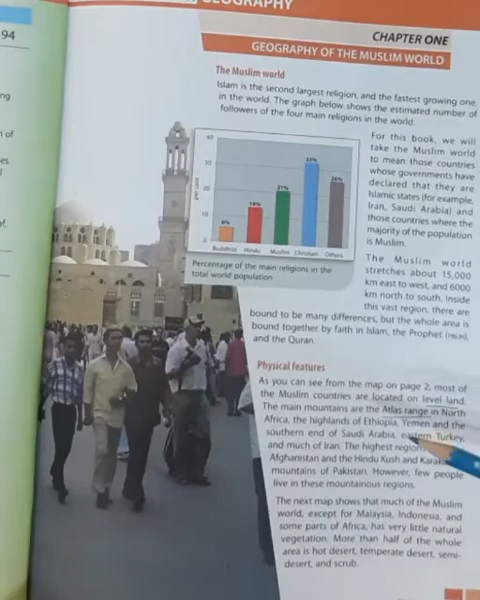 GEOGRAPHY
94
CHAPTER ONE
GEOGRAPHY OF THE MUSLIM WORLD
The Muslim world
Islam is the second largest religion, and the fastest growing one,
in the world. The graph below shows the estimated number of
followers of the four main religions in the world.
40
30
20
10
0
per cent
6%
21%
33%
Buddhist Hindu Muslim Christian Others
Percentage of the main religions in the
total world population
For this book, we will
take the Muslim world
to mean those countries
whose governments have
declared that they are
Islamic states (for example,
Iran, Saudi Arabia) and
those countries where the
majority of the population
is Muslim.
The Muslim world
stretches about 15,000
km east to west, and 6000
km north to south. Inside
this vast region, there are
bound to be many differences, but the whole area is
bound together by faith in Islam, the Prophet (PBUH),
and the Quran.
Physical features
As you can see from the map on page 2, most of
the Muslim countries are located on level land.
The main mountains are the Atlas range in North
Africa, the highlands of Ethiopia, Yemen and the
southern end of Saudi Arabia, eastern Turkey,
and much of Iran. The highest
Afghanistan and the Hindu Kush and
mountains of Pakistan. However, few people
live in these mountainous regions.
The next map shows that much of the Muslim
world, except for Malaysia, Indonesia, and
some parts of Africa, has very little natural
vegetation. More than half of the whole
area is hot desert, temperate desert, semi-
desert, and scrub.